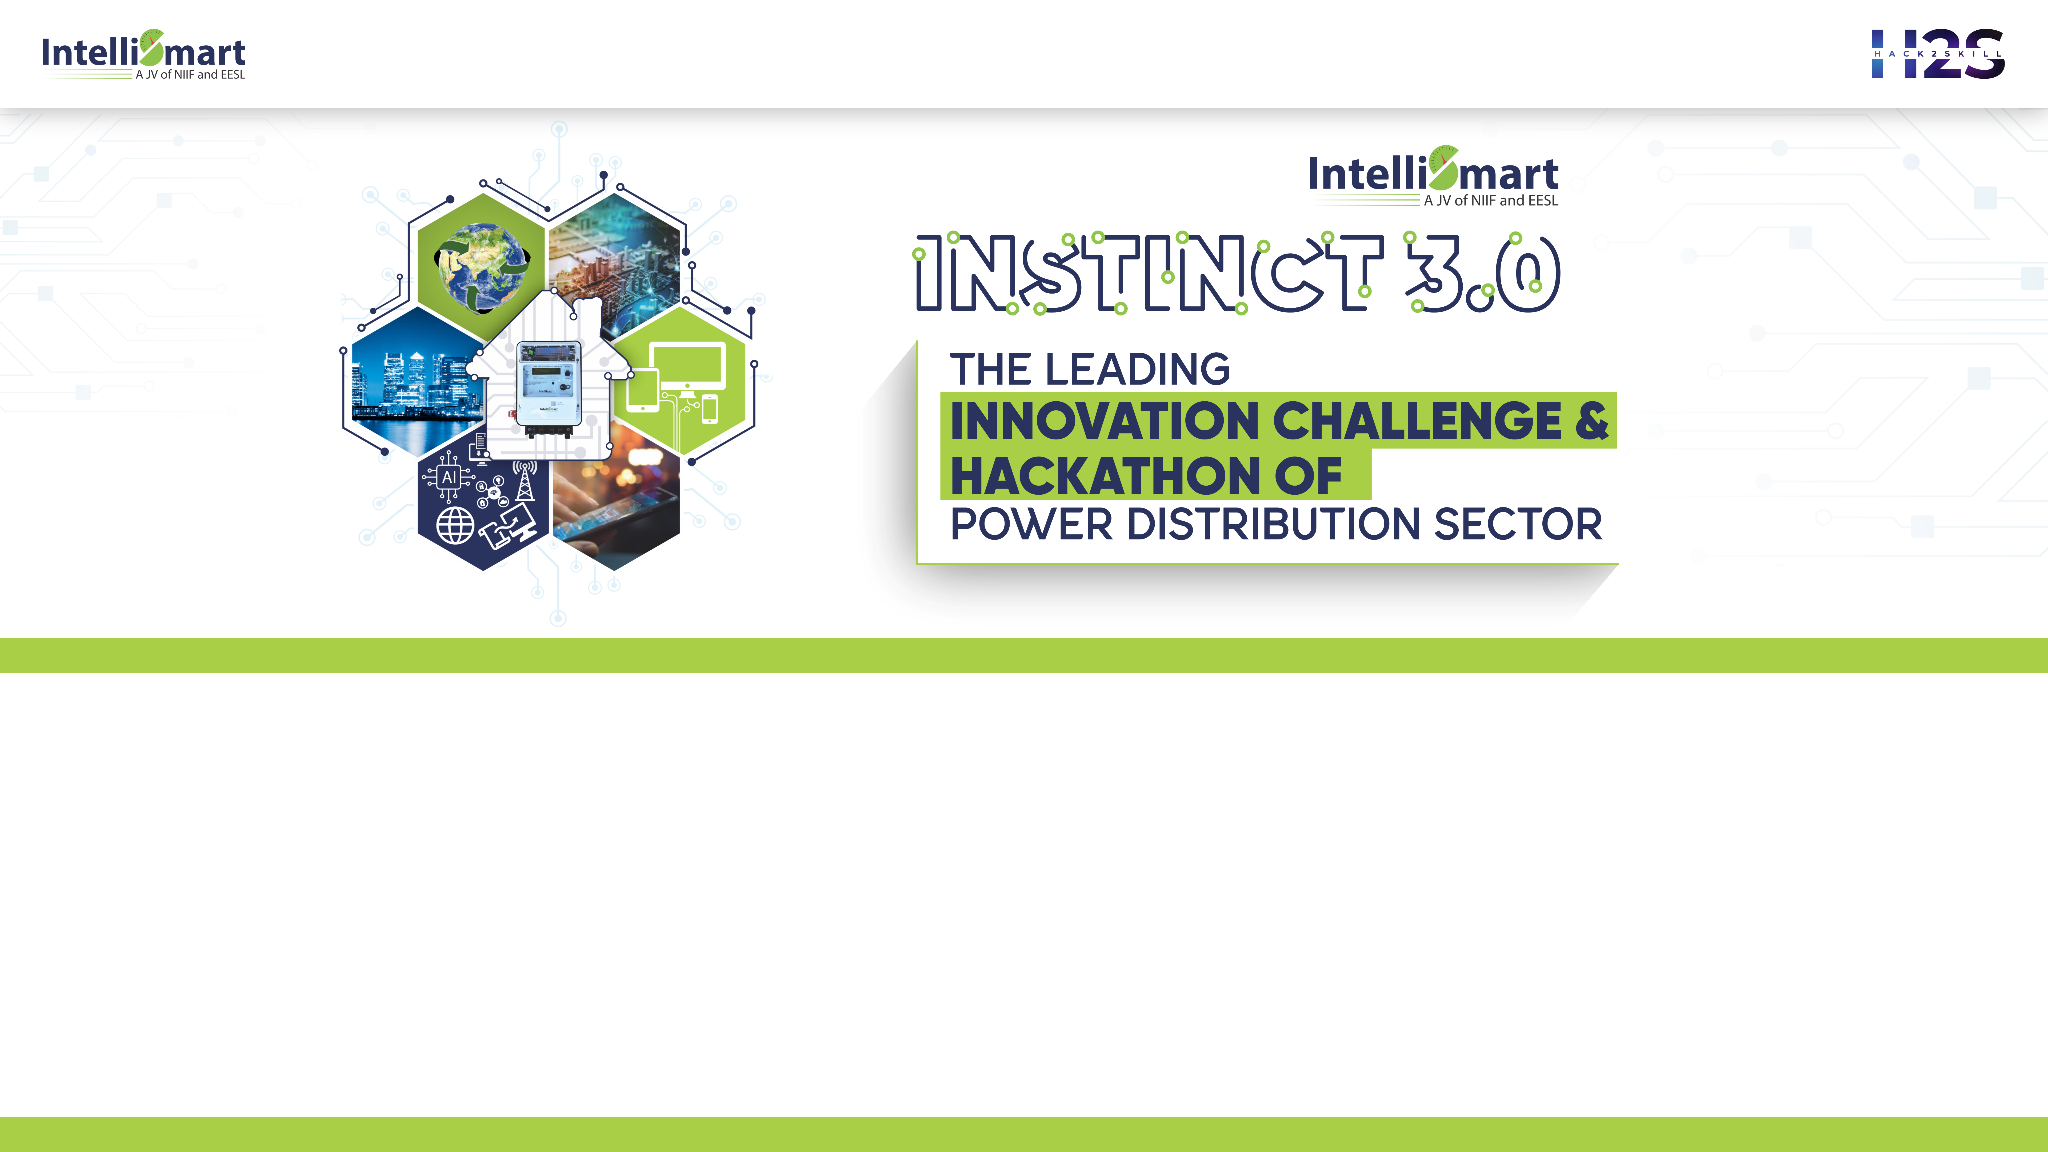 IntelliSmart
A JV of NIIF and EESL
H2S
HACK2SKILL
IntelliSmart
A JV of NIIF and EESL
INSTINCT 3.0
THE LEADING
INNOVATION CHALLENGE &
HACKATHON OF
POWER DISTRIBUTION SECTOR
AI